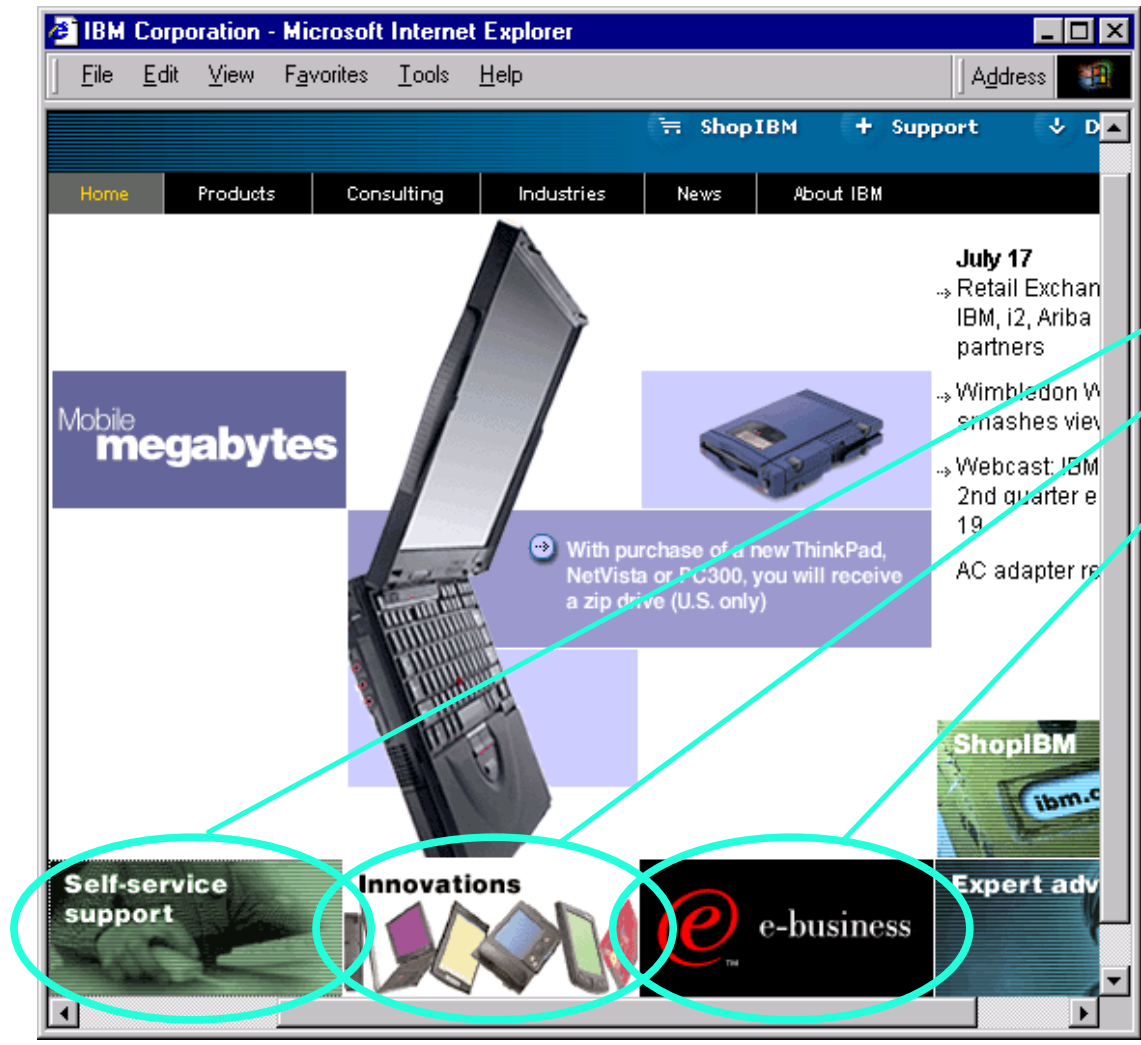 IBM Corporation - Microsoft Internet Explorer
File Edit View Favorites Tools Help Address
ShopIBM + Support D
Home Products Consulting Industries News About IBM
July 17
Retail Exchan
IBM, i2, Ariba
partners
Wimbledon W
smashes view
Webcast: IBM
2nd quarter e
19
AC adapter re
Mobile
megabytes
With purchase of a new ThinkPad,
NetVista or PC300, you will receive
a zip drive (U.S. only)
ShopIBM
ibm.c
Self-service
support
Innovations
e e-business
TM
Expert adv